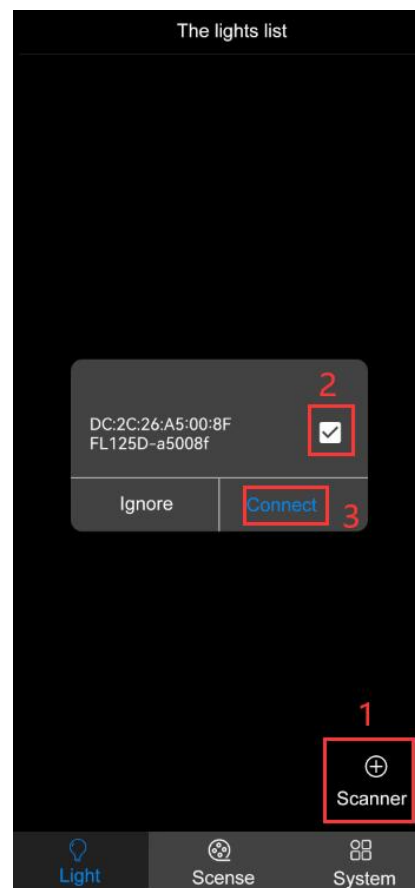 The lights list
2
DC:2C:26:A5:00:8F
FL125D-a5008f
Ignore
Connect
3
1
Scanner
Light
Scense
System